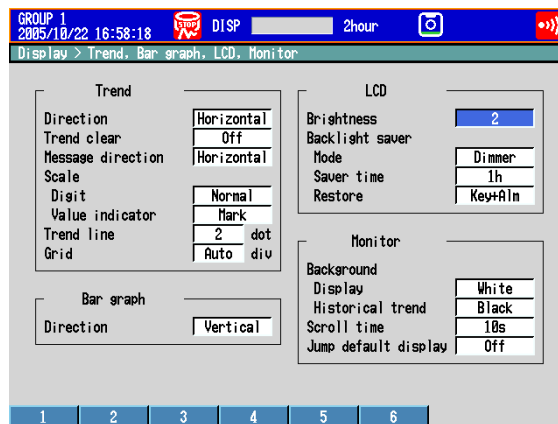 GROUP 1
2005/10/22 16:58:18
STOP
DISP
2hour
Display > Trend, Bar graph, LCD, Monitor
Trend
Direction Horizontal
Trend clear Off
Message direction Horizontal
Scale
Digit Normal
Value indicator Mark
Trend line 2 dot
Grid Auto div
Bar graph
Direction Vertical
LCD
Brightness 2
Backlight saver
Mode Dimmer
Saver time 1h
Restore Key+Alm
Monitor
Background
Display White
Historical trend Black
Scroll time 10s
Jump default display Off
1 2 3 4 5 6